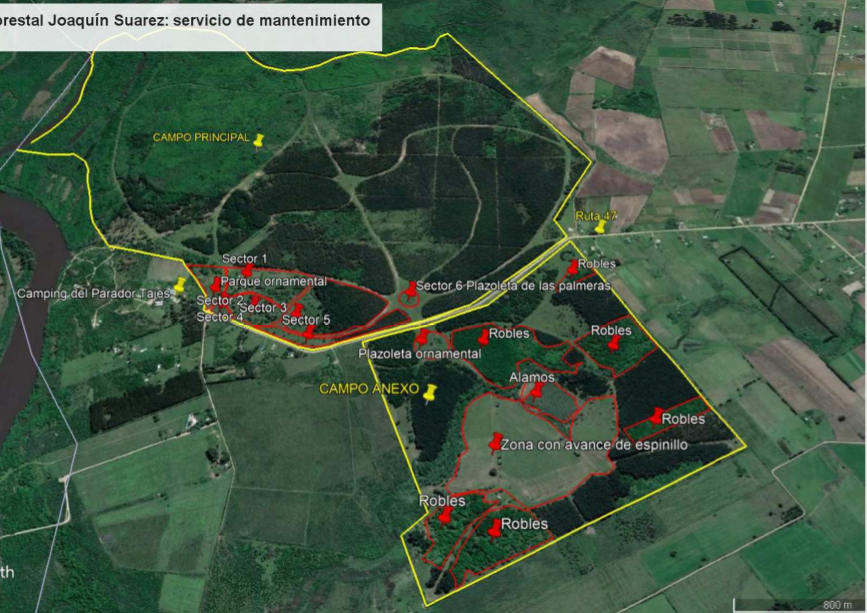 orestal Joaquín Suarez: servicio de mantenimiento
CAMPO PRINCIPAL
Ruta 47
Sector 1
Robles
Parque ornamental
Camping del Parador Tajes
Sector 6 Plazoleta de las palmeras
Sector 2
Sector 3
Sector 4
Sector 5
Robles
Robles
Plazoleta ornamental
Alamos
CAMPO ANEXO
Robles
Zona con avance de espinillo
Robles
Robles
th
800 m